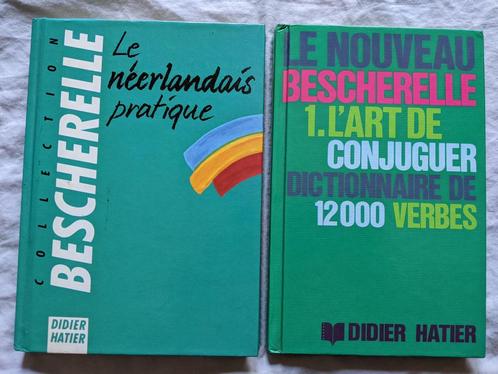 COLLECTION
BESCHERELLE
Le
néerlandais
pratique
DIDIER
HATIER
LE NOUVEAU
BESCHERELLE
1. L'ART DE
CONJUGUER
DICTIONNAIRE DE
12000 VERBES
DIDIER HATIER